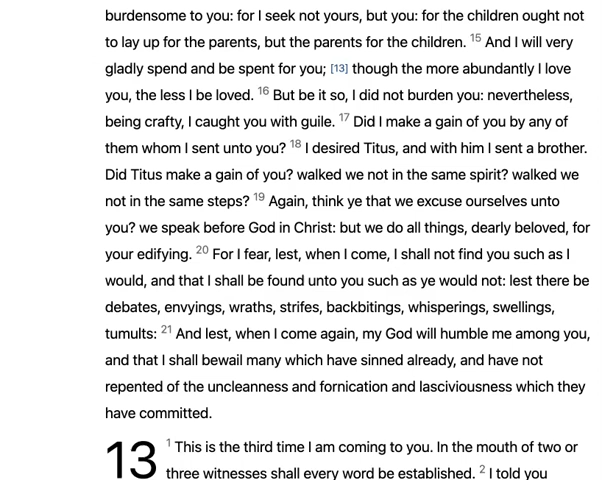 burdensome to you: for I seek not yours, but you: for the children ought not
to lay up for the parents, but the parents for the children. 15 And I will very
gladly spend and be spent for you; [13] though the more abundantly I love
you, the less I be loved. 16 But be it so, I did not burden you: nevertheless,
being crafty, I caught you with guile. 17 Did I make a gain of you by any of
them whom I sent unto you? 18 I desired Titus, and with him I sent a brother.
Did Titus make a gain of you? walked we not in the same spirit? walked we
not in the same steps? 19 Again, think ye that we excuse ourselves unto
you? we speak before God in Christ: but we do all things, dearly beloved, for
your edifying. 20 For I fear, lest, when I come, I shall not find you such as I
would, and that I shall be found unto you such as ye would not: lest there be
debates, envyings, wraths, strifes, backbitings, whisperings, swellings,
tumults: 21 And lest, when I come again, my God will humble me among you,
and that I shall bewail many which have sinned already, and have not
repented of the uncleanness and fornication and lasciviousness which they
have committed.
13 1 This is the third time I am coming to you. In the mouth of two or
three witnesses shall every word be established. 2 I told you